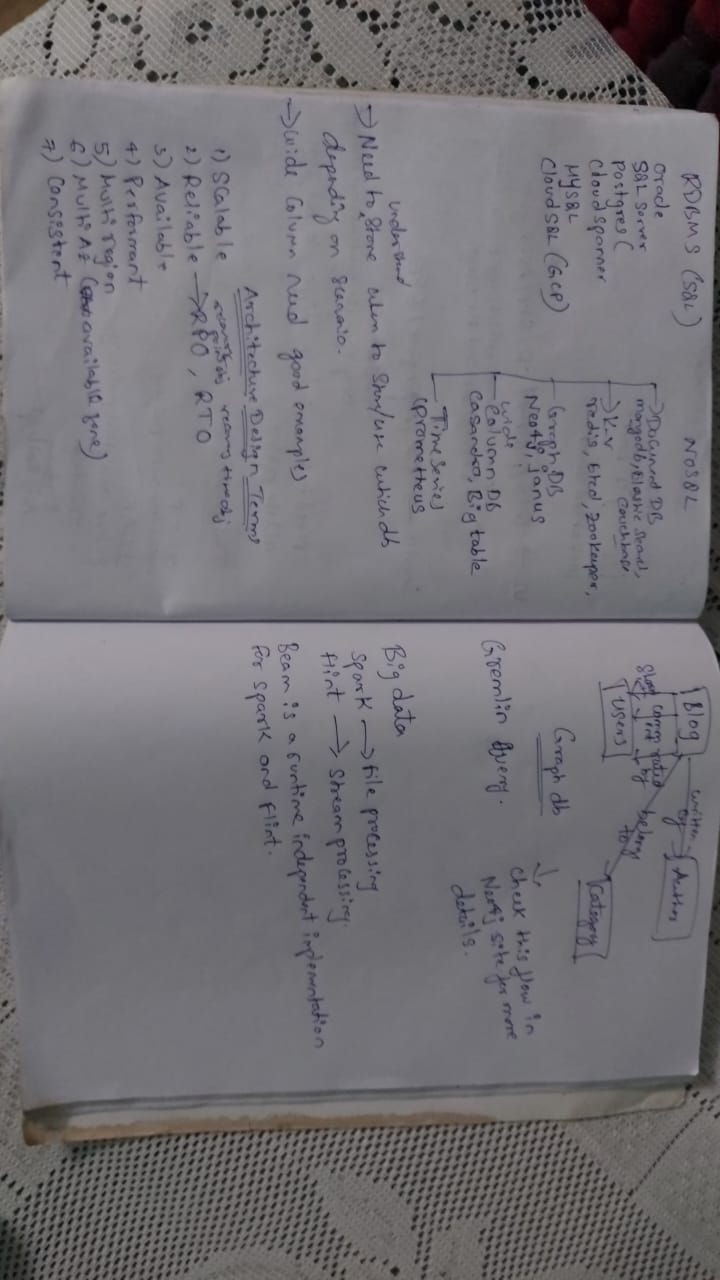 RDBMS (SQL)
Oracle
SQL Server
Postgres (
Cloud spanner
MYSQL
CloudSQL (GCP)
NOSQL
→ Document DB
mongodb, Elastic Search,
Couchbase
→ K-v
redis, Etcd, Zookeeper,
Graph DB
Neo4j, janus
wide
Column DB
Casandra, Big table
Time Series
(prometheus
understand
→ Need to, Store when to Store/use which db
depending on Scenario.
→ Wide Column need good examples
Architecture Design Terms
1) Scalable
recovery point obj recovery time obj
2) Reliable → RPO, RTO
3) Available
4) Performant
5) Multi region
6) Multi AZ (available zone)
7) Consistent
Blog
written
by
Author
Share
comm
ent
rated
by
belongs
to
Users
Category
Graph db
Gremlin Query.
Check this flow in
Neo4j site for more
details.
Big data
Spark → File processing
flint → Stream processing.
Beam is a runtime independent implementation
for spark and flint.